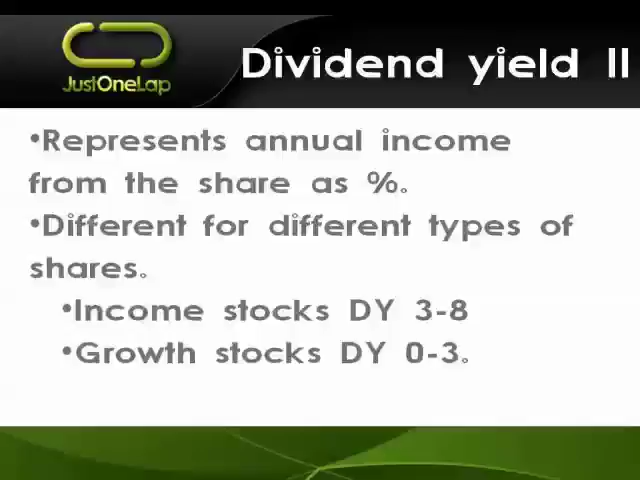 JustOneLap
Dividend yield II
•Represents annual income
from the share as %.
•Different for different types of
shares.
•Income stocks DY 3-8
•Growth stocks DY 0-3.